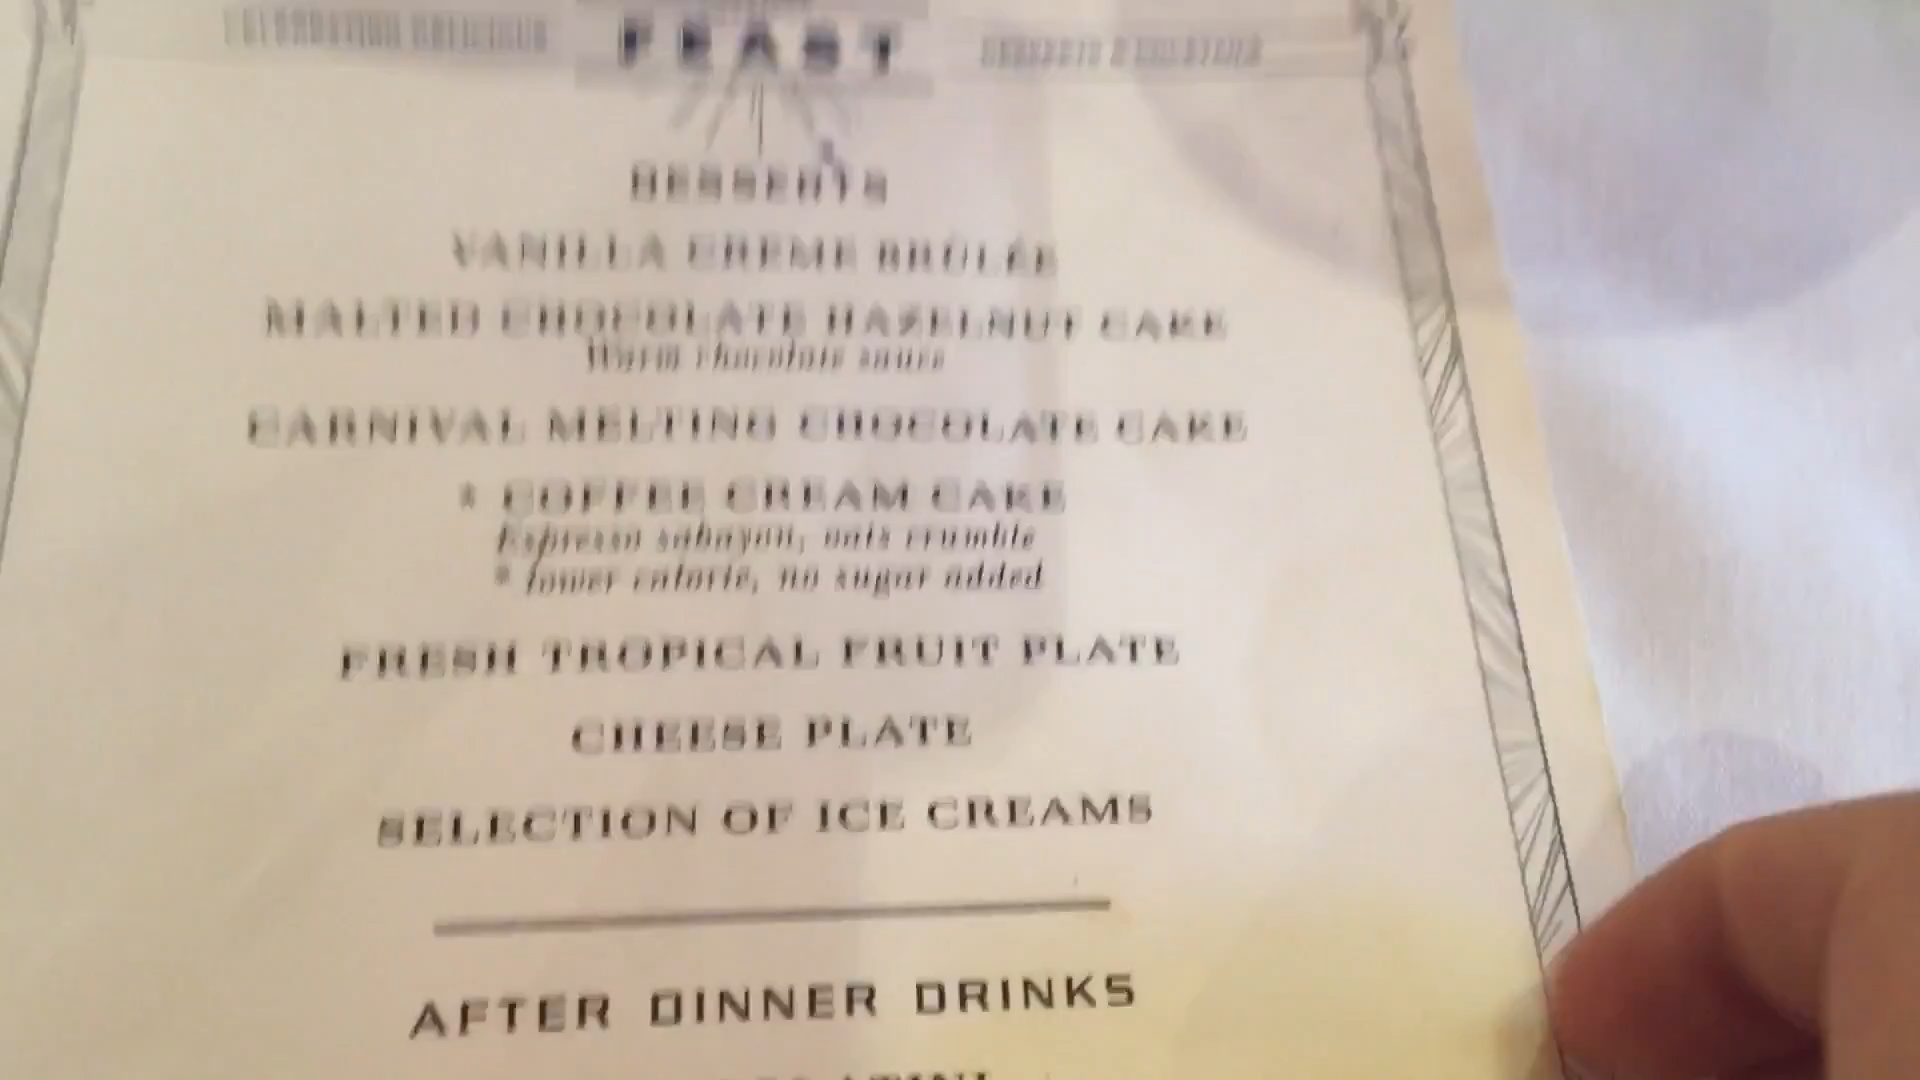 FEAST
DESSERTS
VANILLA CRÈME BRÛLÉE
MALTED CHOCOLATE HAZELNUT CAKE
Warm chocolate sauce
CARNIVAL MELTING CHOCOLATE CAKE
* COFFEE CREAM CAKE
Espresso sabayon, oats crumble
* lower calorie, no sugar added
FRESH TROPICAL FRUIT PLATE
CHEESE PLATE
SELECTION OF ICE CREAMS
AFTER DINNER DRINKS